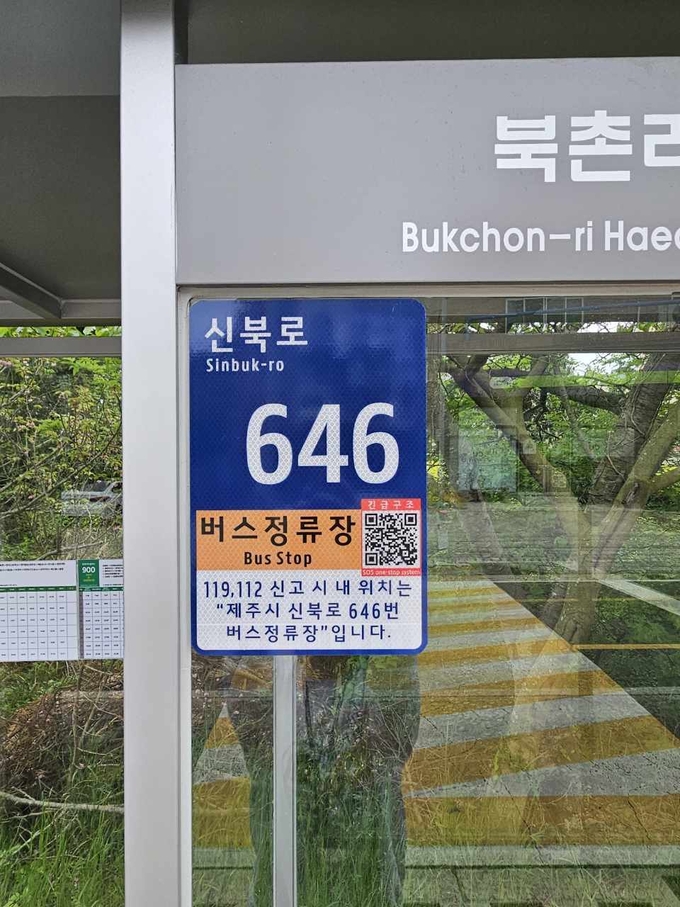 북촌리
Bukchon-ri Hae
신북로
Sinbuk-ro
646
버스정류장
Bus Stop
긴급구조
SOS one-stop system
119,112 신고 시 내 위치는
“제주시 신북로 646번
버스정류장”입니다.
900